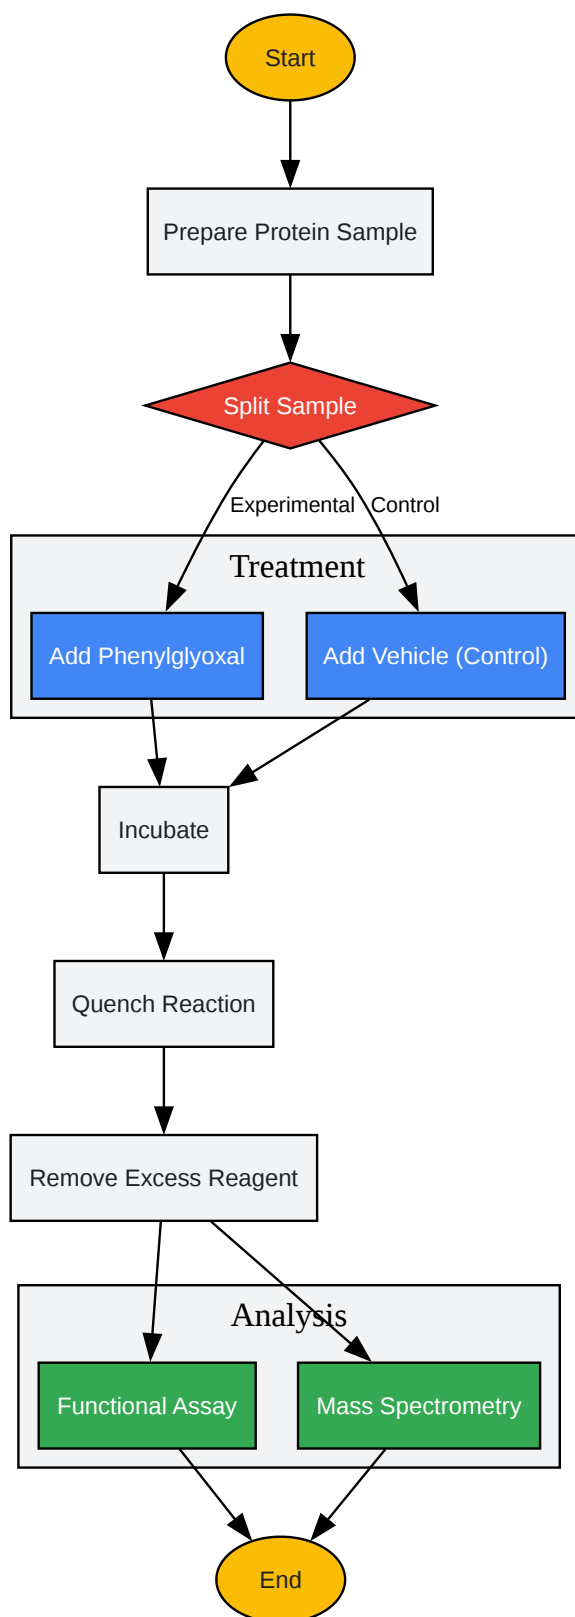 Start
Prepare Protein Sample
Split Sample
Experimental
Control
Treatment
Add Phenylglyoxal
Add Vehicle (Control)
Incubate
Quench Reaction
Remove Excess Reagent
Analysis
Functional Assay
Mass Spectrometry
End